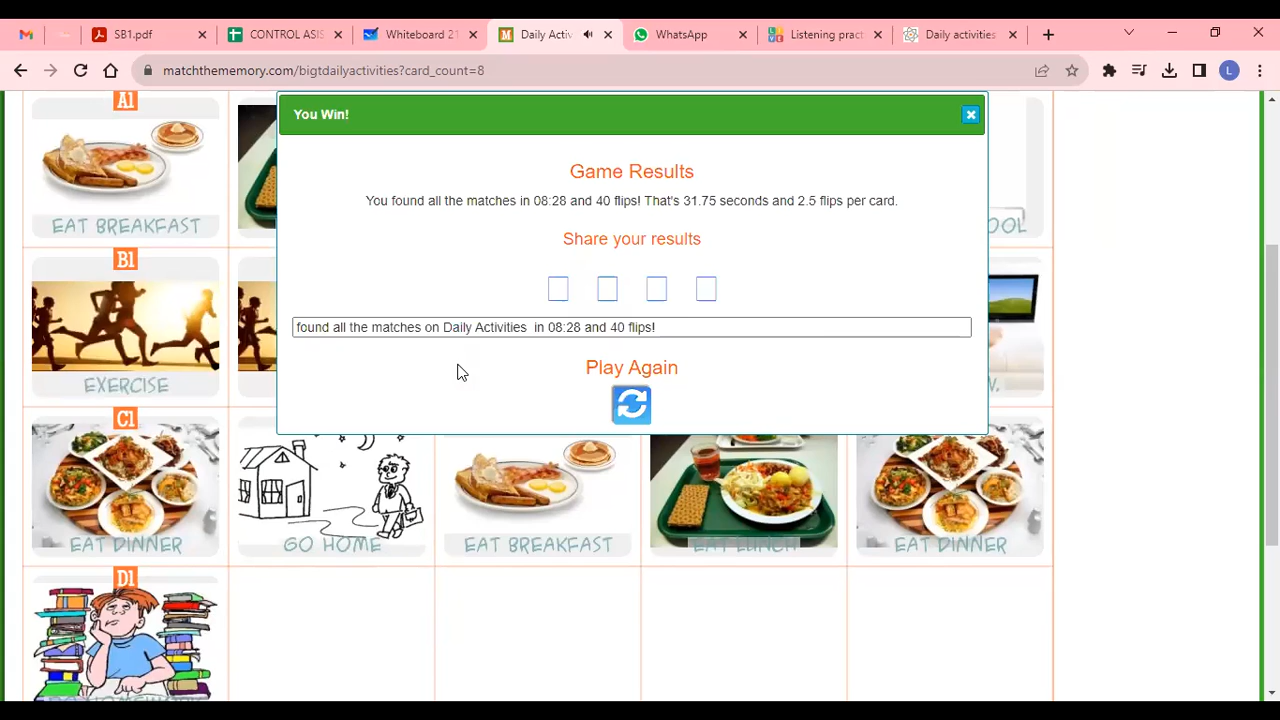 SB1.pdf
CONTROL ASIS
Whiteboard 21
Daily Activ
WhatsApp
Listening pract
Daily activities
matchthememory.com/bigtdailyactivities?card_count=8
L
You Win!
Game Results
You found all the matches in 08:28 and 40 flips! That's 31.75 seconds and 2.5 flips per card.
Share your results
found all the matches on Daily Activities in 08:28 and 40 flips!
Play Again
A1
EAT BREAKFAST
OOL
B1
EXERCISE
V.
C1
EAT DINNER
GO HOME
EAT BREAKFAST
EAT LUNCH
EAT DINNER
D1